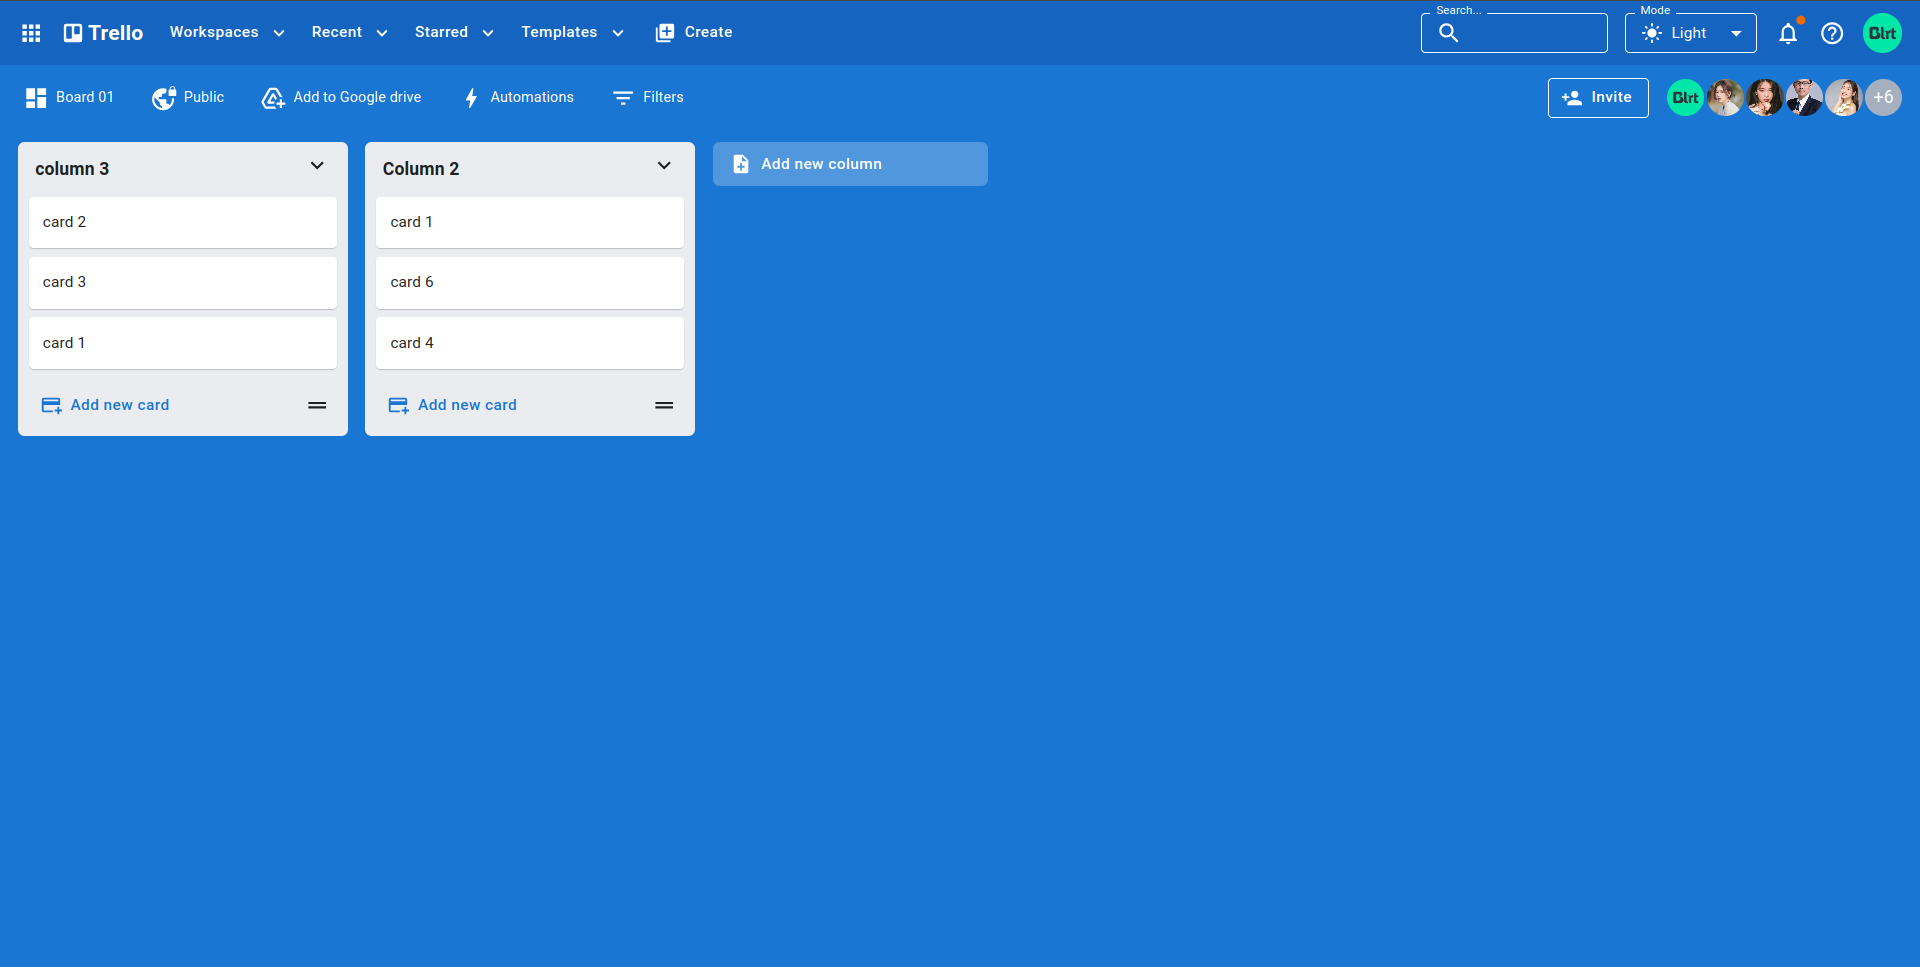 Trello Workspaces Recent Starred Templates Create Search... Mode Light Blrt
Board 01 Public Add to Google drive Automations Filters Invite Blrt +6
column 3
card 2
card 3
card 1
Add new card
Column 2
card 1
card 6
card 4
Add new card
Add new column